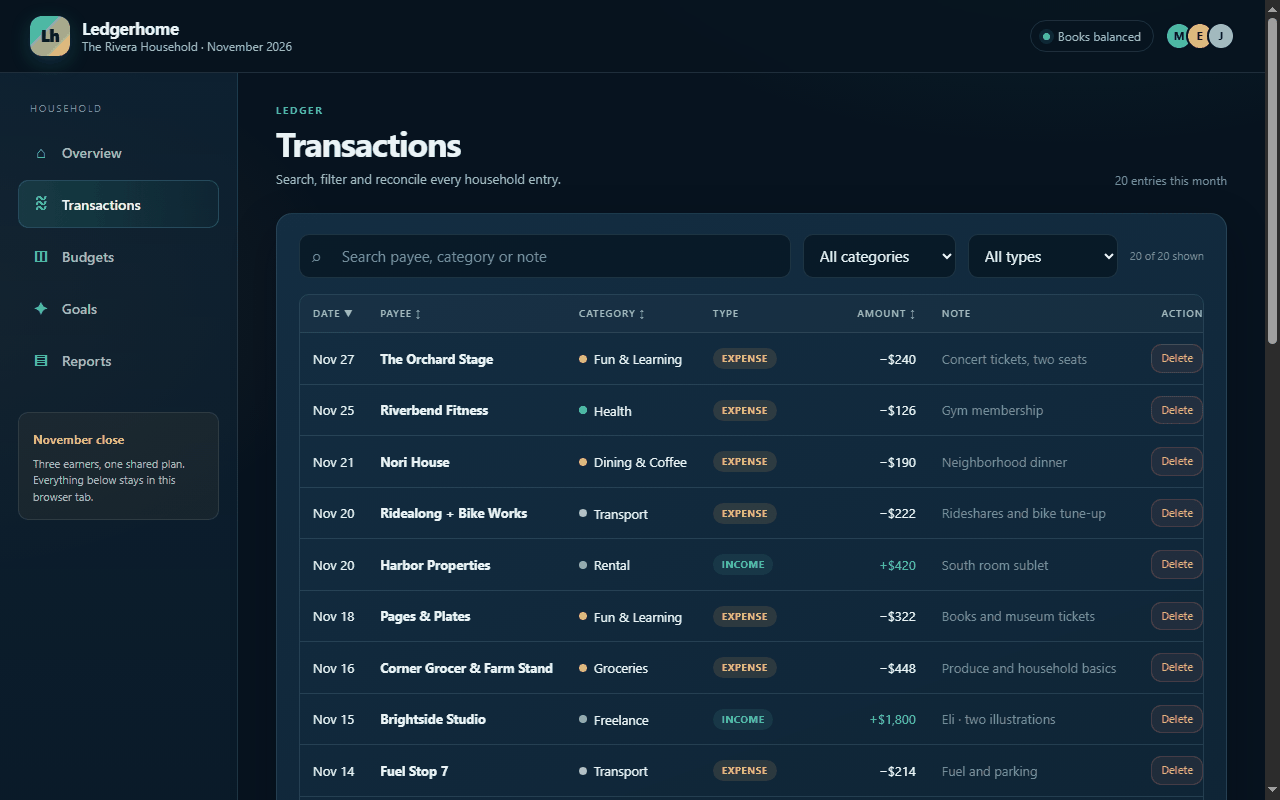 Lh
Ledgerhome
The Rivera Household · November 2026
Books balanced
M E J
HOUSEHOLD
Overview
Transactions
Budgets
Goals
Reports
November close
Three earners, one shared plan.
Everything below stays in this
browser tab.
LEDGER
Transactions
Search, filter and reconcile every household entry.
20 entries this month
Search payee, category or note
All categories
All types
20 of 20 shown
DATE ▼ PAYEE ↕ CATEGORY ↕ TYPE AMOUNT ↕ NOTE ACTION
Nov 27 The Orchard Stage Fun & Learning EXPENSE −$240 Concert tickets, two seats Delete
Nov 25 Riverbend Fitness Health EXPENSE −$126 Gym membership Delete
Nov 21 Nori House Dining & Coffee EXPENSE −$190 Neighborhood dinner Delete
Nov 20 Ridealong + Bike Works Transport EXPENSE −$222 Rideshares and bike tune-up Delete
Nov 20 Harbor Properties Rental INCOME +$420 South room sublet Delete
Nov 18 Pages & Plates Fun & Learning EXPENSE −$322 Books and museum tickets Delete
Nov 16 Corner Grocer & Farm Stand Groceries EXPENSE −$448 Produce and household basics Delete
Nov 15 Brightside Studio Freelance INCOME +$1,800 Eli · two illustrations Delete
Nov 14 Fuel Stop 7 Transport EXPENSE −$214 Fuel and parking Delete